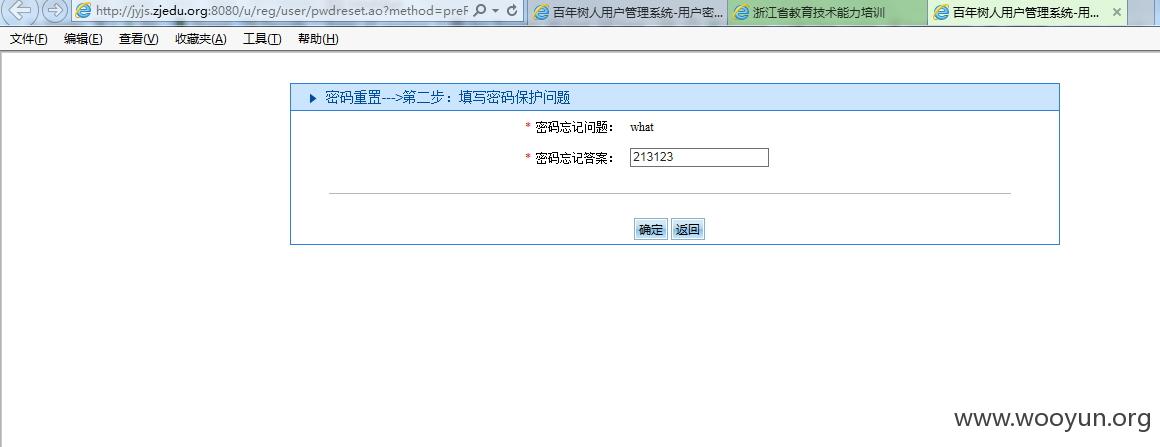 http://jyjs.zjedu.org:8080/u/reg/user/pwdreset.ao?method=preF
百年树人用户管理系统-用户密...
浙江省教育技术能力培训
百年树人用户管理系统-用...
文件(F) 编辑(E) 查看(V) 收藏夹(A) 工具(T) 帮助(H)
密码重置--->第二步：填写密码保护问题
* 密码忘记问题： what
* 密码忘记答案： 213123
确定 返回
www.wooyun.org